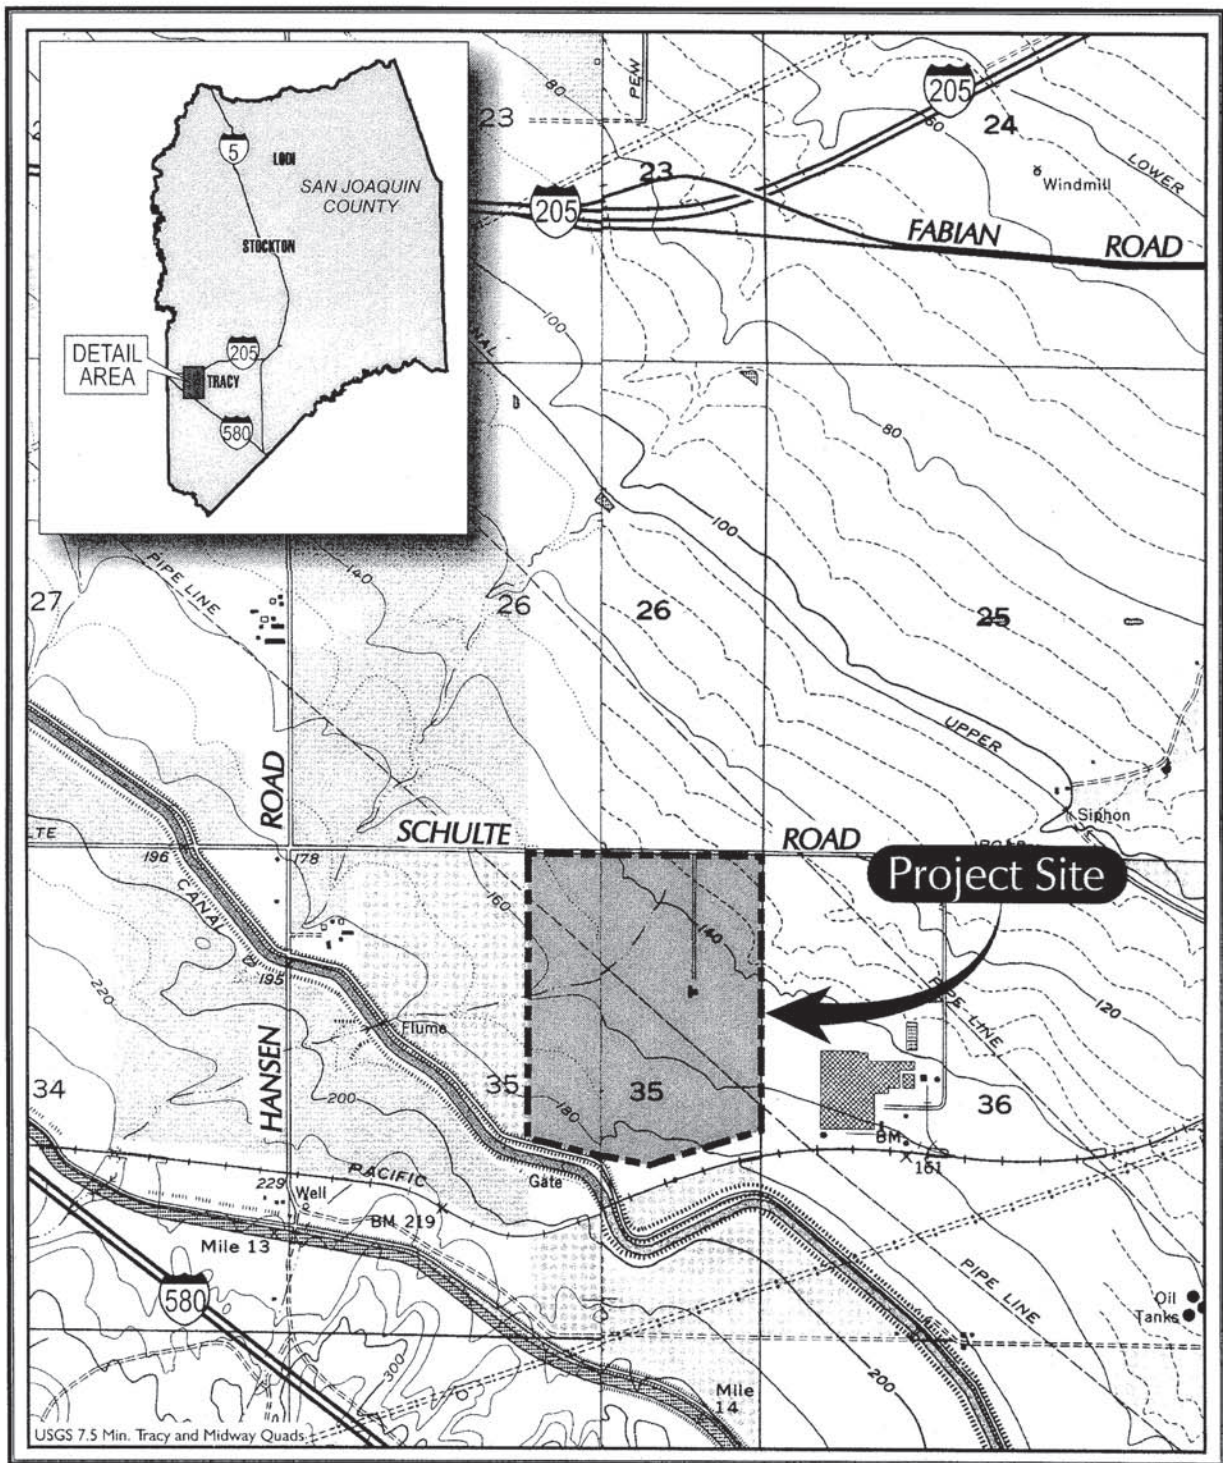 5
LODI
SAN JOAQUIN
COUNTY
STOCKTON
205
DETAIL
AREA
TRACY
580
23
PEW
80
205
60
24
LOWER
Windmill
23
205
FABIAN
ROAD
100
80
100
PIPE LINE
140
27
26
26
25
UPPER
ROAD
SCHULTE
ROAD
Siphon
196
178
CANAL
160
140
Project Site
195
220
Flume
PIPE LINE
120
34
HANSEN
200
35
180
35
36
BM
161
PACIFIC
Gate
229
Well
BM 219
Mile 13
580
PIPE LINE
Oil
Tanks
300
200
Mile
14
USGS 7.5 Min. Tracy and Midway Quads